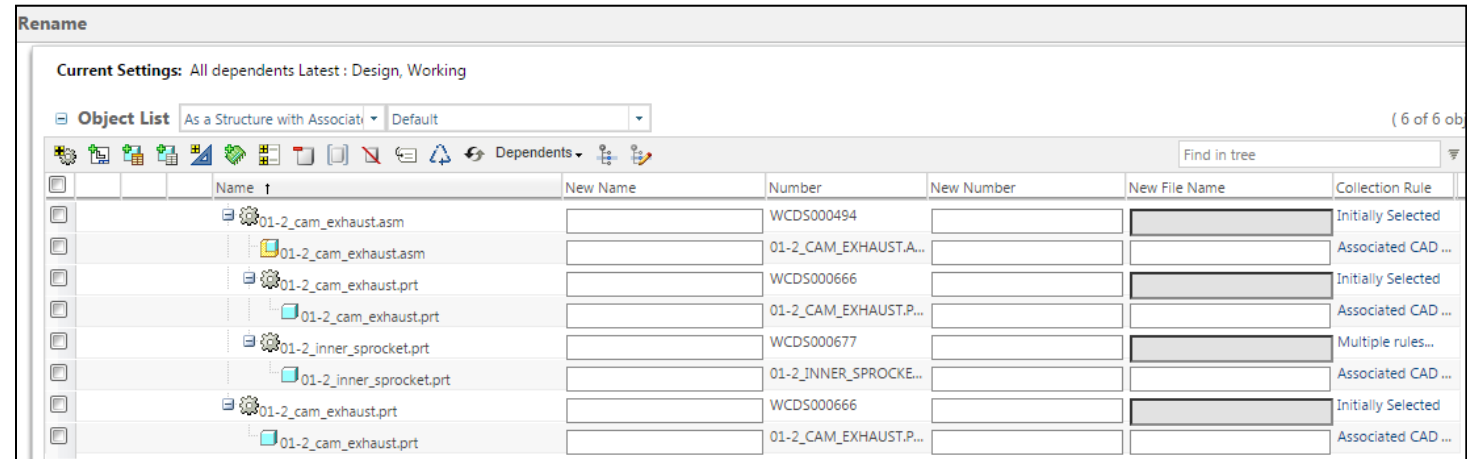 Rename
Current Settings: All dependents Latest : Design, Working
Object List As a Structure with Associat Default ( 6 of 6 obj
Dependents Find in tree
Name New Name Number New Number New File Name Collection Rule
01-2_cam_exhaust.asm WCDS000494 Initially Selected
01-2_cam_exhaust.asm 01-2_CAM_EXHAUST.A... Associated CAD ...
01-2_cam_exhaust.prt WCDS000666 Initially Selected
01-2_cam_exhaust.prt 01-2_CAM_EXHAUST.P... Associated CAD ...
01-2_inner_sprocket.prt WCDS000677 Multiple rules...
01-2_inner_sprocket.prt 01-2_INNER_SPROCKE... Associated CAD ...
01-2_cam_exhaust.prt WCDS000666 Initially Selected
01-2_cam_exhaust.prt 01-2_CAM_EXHAUST.P... Associated CAD ...